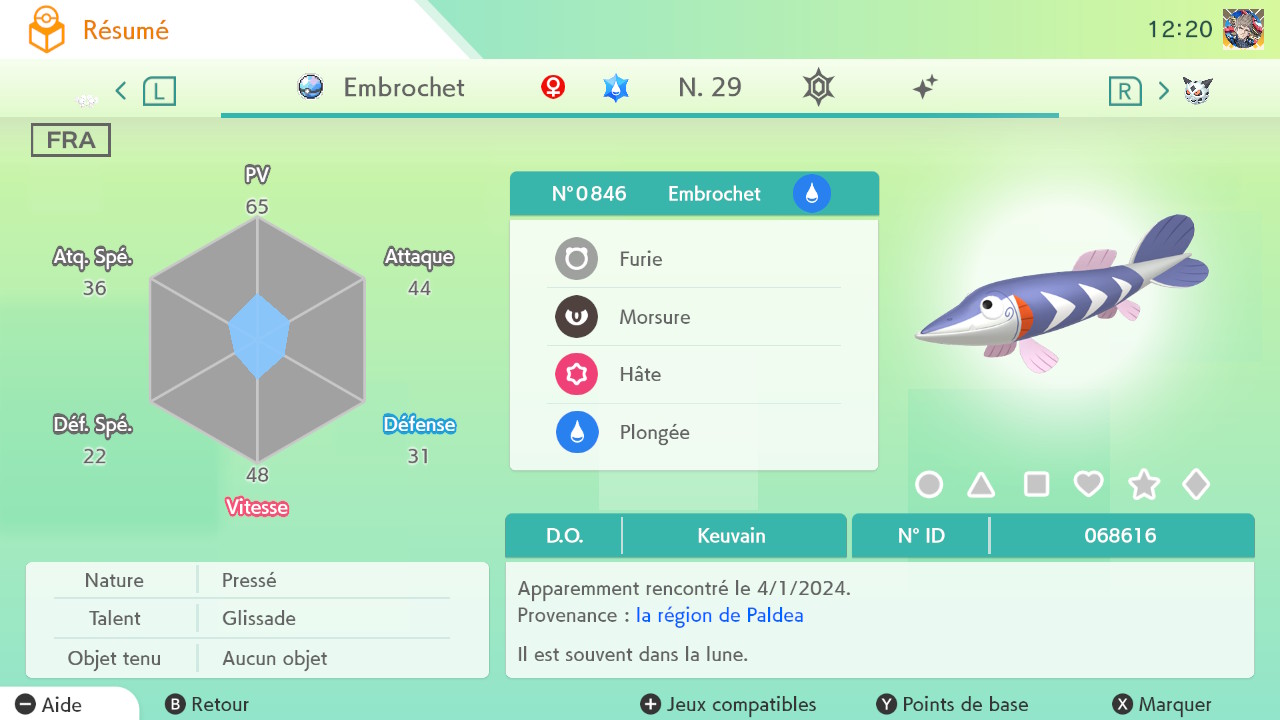 Résumé
12:20
L
Embrochet
N. 29
R
FRA
PV
65
Atq. Spé.
36
Attaque
44
Déf. Spé.
22
Défense
31
48
Vitesse
N°0846 Embrochet
Furie
Morsure
Hâte
Plongée
D.O. Keuvain N° ID 068616
Apparemment rencontré le 4/1/2024.
Provenance : la région de Paldea
Il est souvent dans la lune.
Nature Pressé
Talent Glissade
Objet tenu Aucun objet
Aide
B Retour
Jeux compatibles
Y Points de base
X Marquer